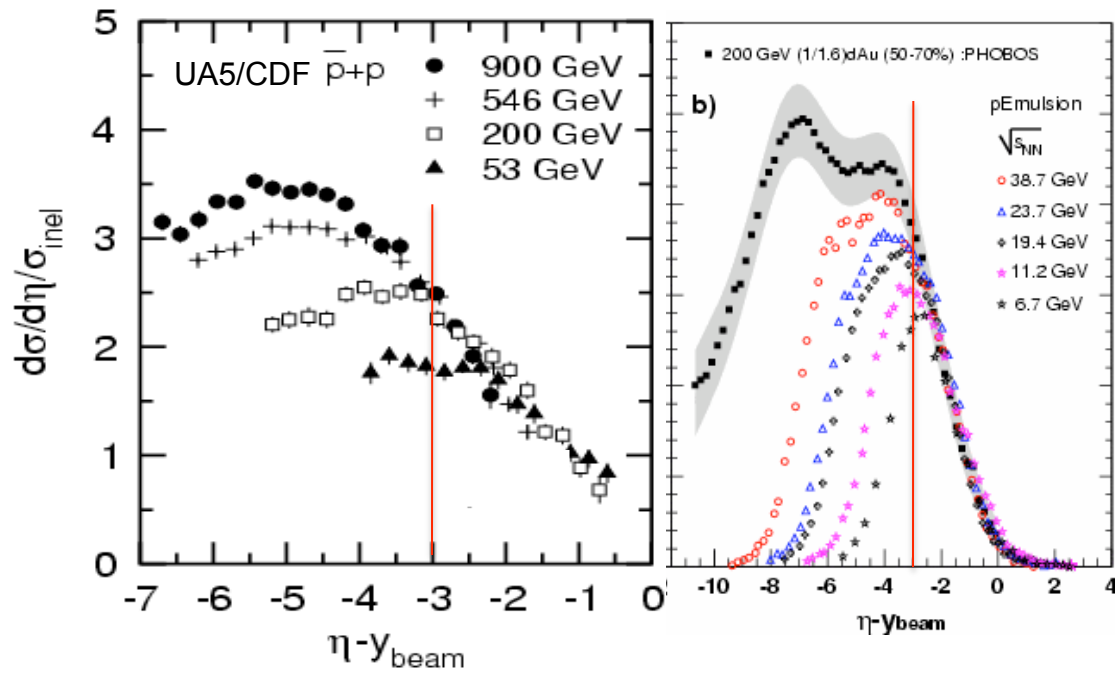 UA5/CDF p̅+p
900 GeV
546 GeV
200 GeV
53 GeV
dσ/dη/σ_inel
5
4
3
2
1
0
-7 -6 -5 -4 -3 -2 -1 0
η-y_beam
200 GeV (1/1.6)dAu (50-70%) :PHOBOS
b)
pEmulsion
√s_NN
38.7 GeV
23.7 GeV
19.4 GeV
11.2 GeV
6.7 GeV
-10 -8 -6 -4 -2 0 2 4
η-ybeam